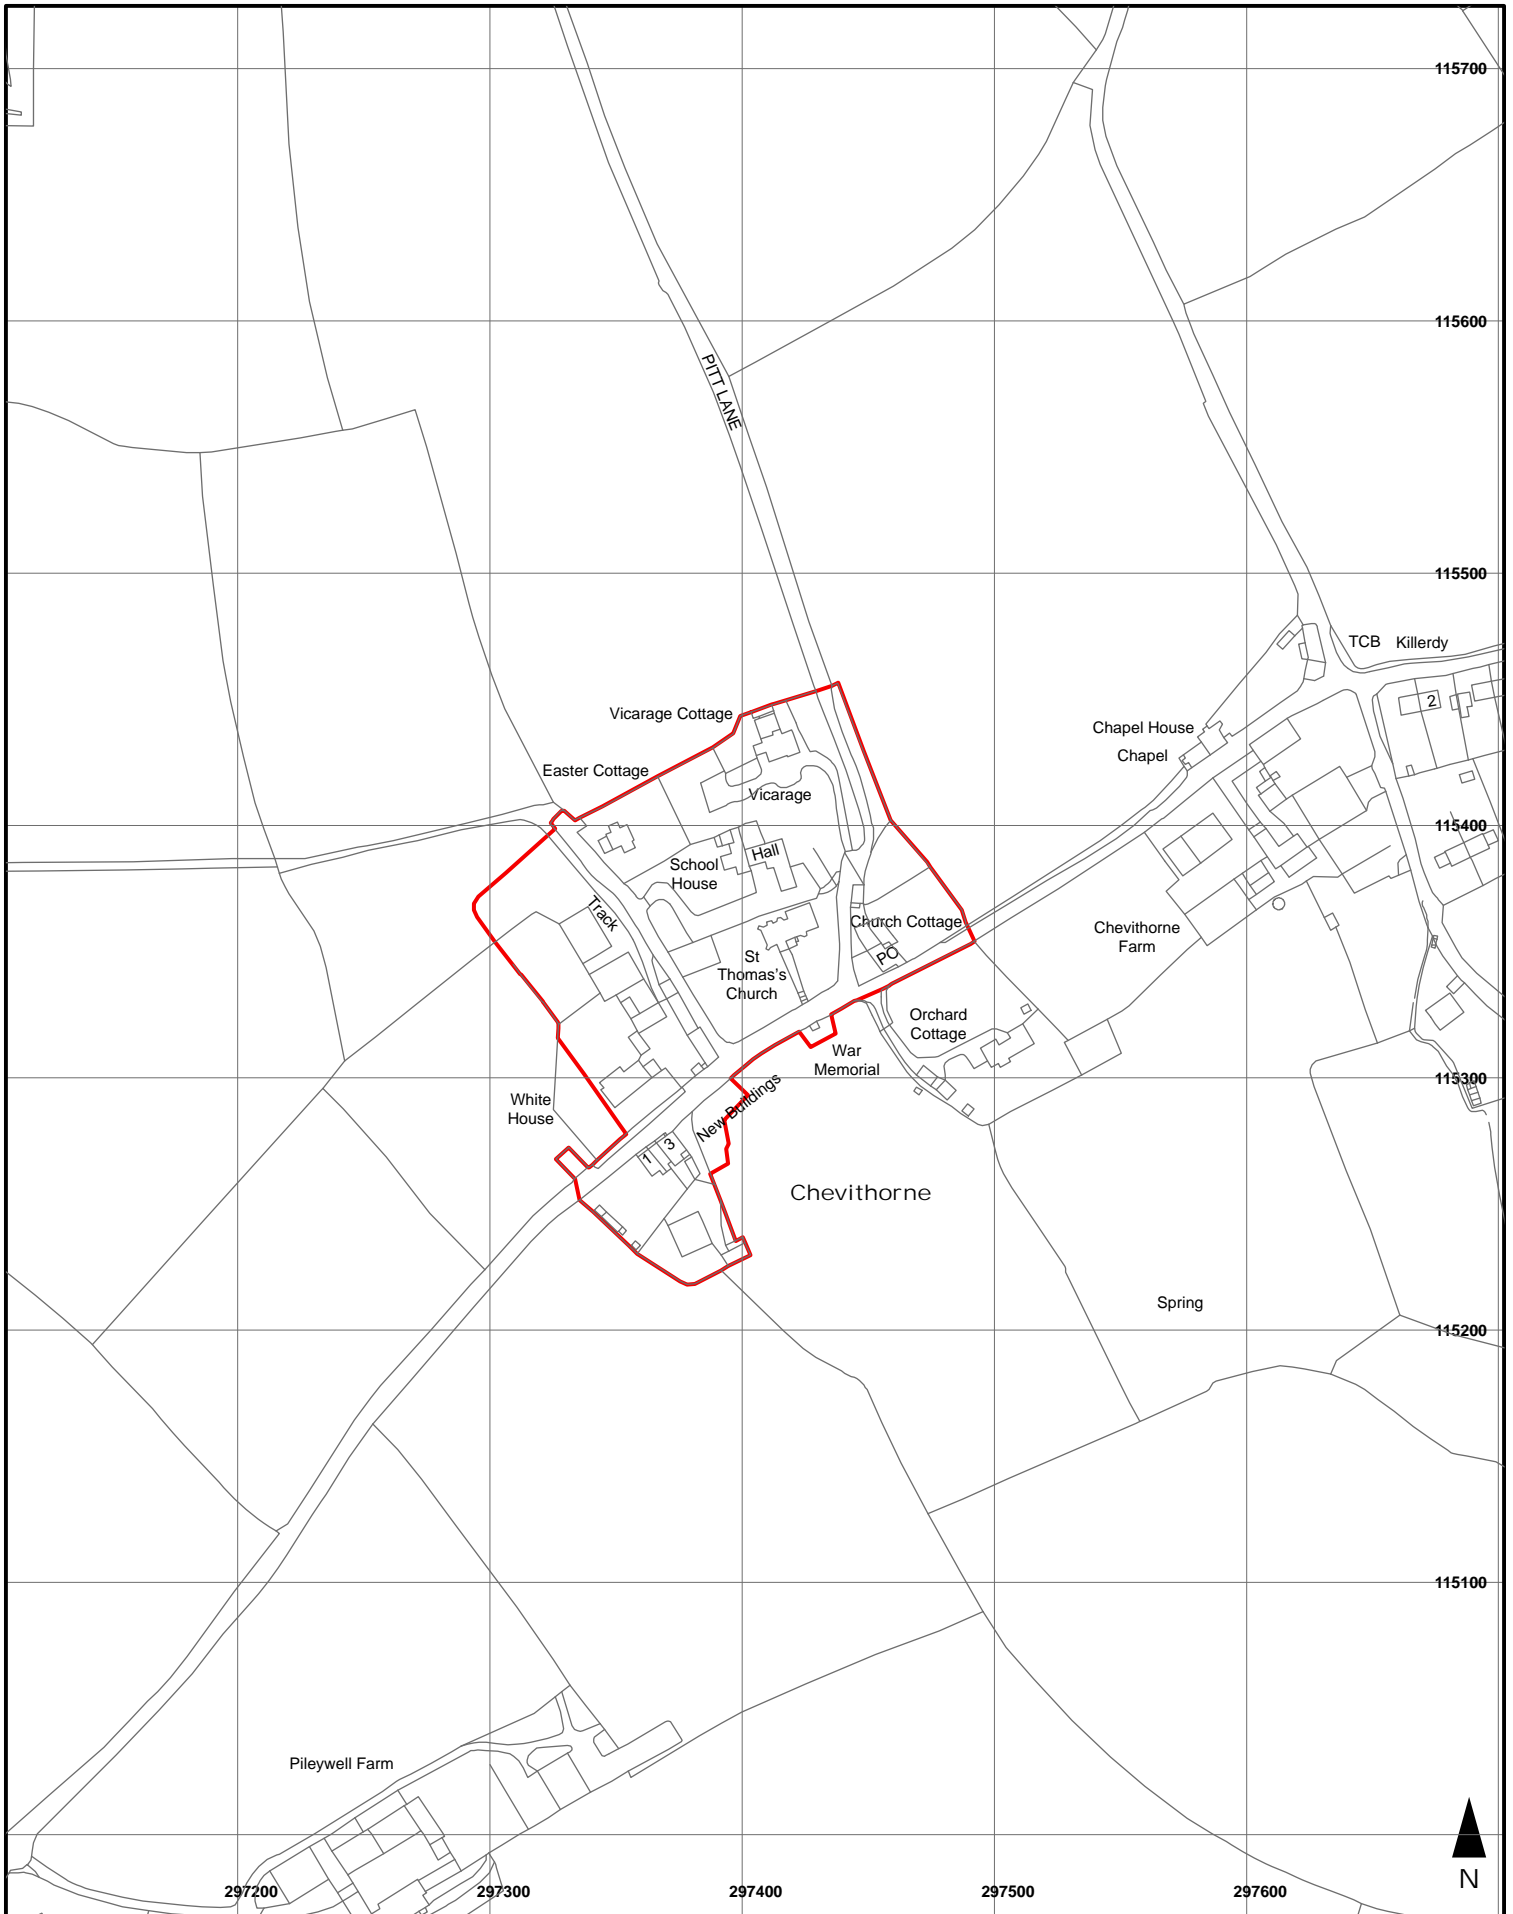 115700
PITT LANE
115600
115500
TCB Killerdy
2
Vicarage Cottage
Chapel House
Chapel
Easter Cottage
Vicarage
115400
Hall
School
House
Track
Church Cottage
PO
Chevithorne
Farm
St
Thomas's
Church
Orchard
Cottage
War
Memorial
115300
White
House
New Buildings
3
1
Chevithorne
Spring
115200
115100
Pileywell Farm
N
297200
297300
297400
297500
297600